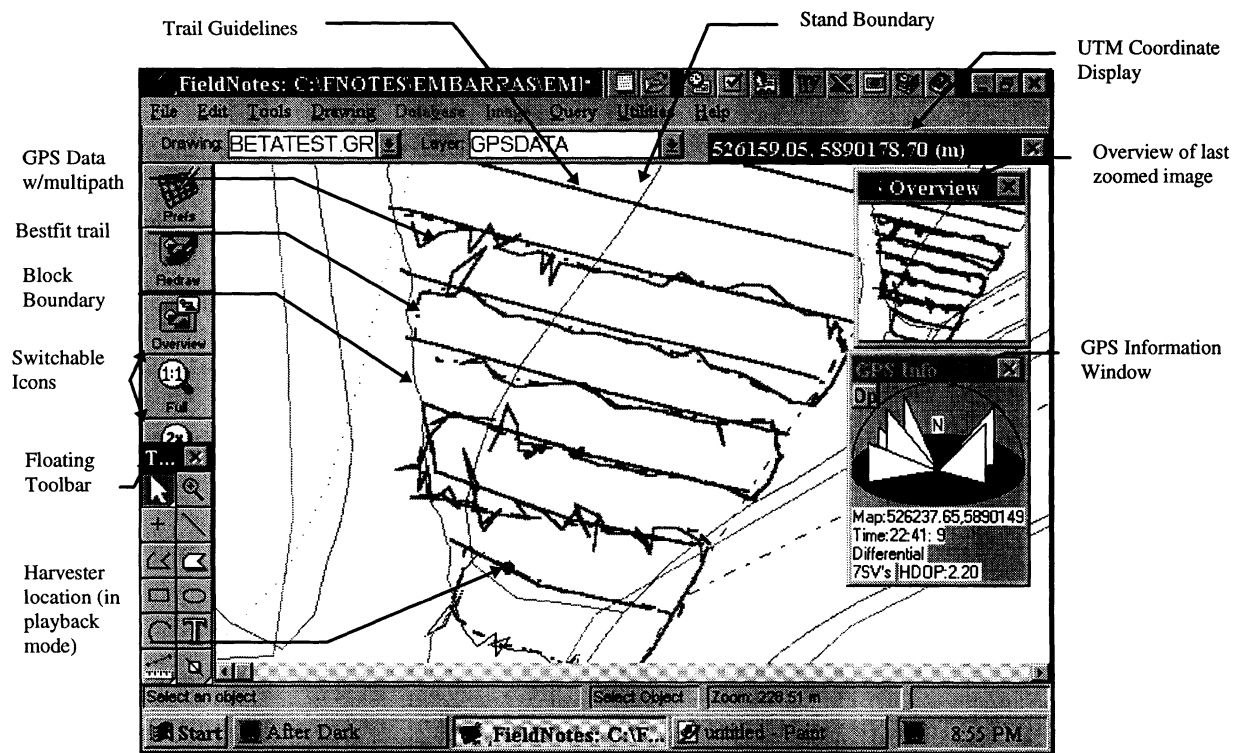 Trail Guidelines
Stand Boundary
UTM Coordinate
Display
FieldNotes: C:\FNOTES\EMBARRAS\EMI
File Edit Tools Drawing Database Image Query Utilities Help
Drawing: BETATEST.GR Layer: GPSDATA 526159.05, 5890178.70 (m)
GPS Data
w/multipath
Overview of last
zoomed image
Prefs
Overview
Bestfit trail
Redraw
Block
Boundary
Overview
Switchable
Icons
1:1
Full
GPS Information
Window
GPS Info
Dp
N
2x
T...
Floating
Toolbar
Map:526237.65,5890149
Time:22:41: 9
Differential
7SV's HDOP:2.20
Harvester
location (in
playback
mode)
T
Select an object Select Object Zoom: 228.51 m
Start After Dark FieldNotes: C:\F... untitled - Paint 8:55 PM